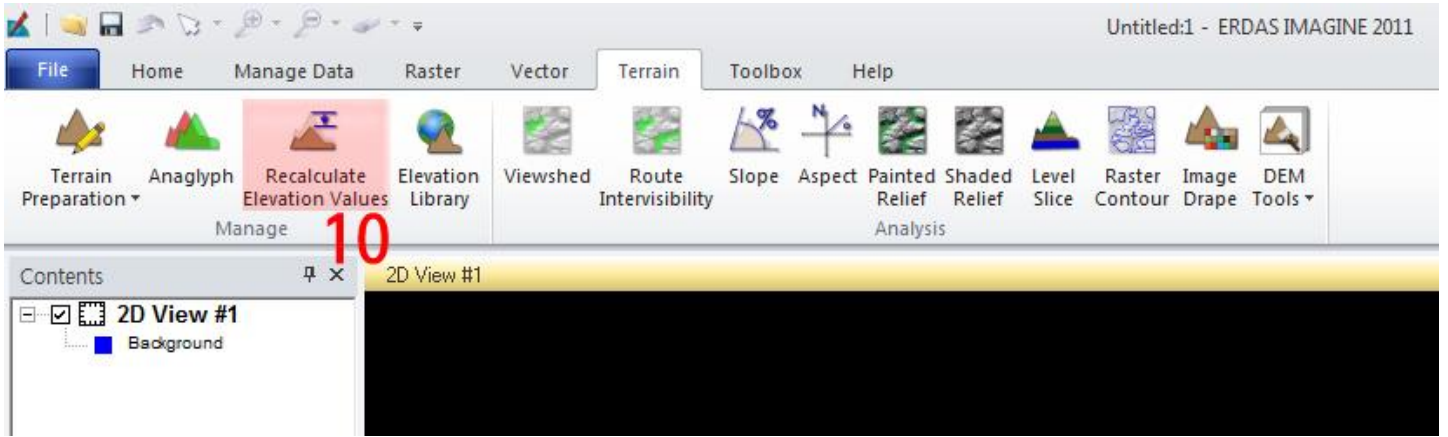 Untitled:1 - ERDAS IMAGINE 2011
File Home Manage Data Raster Vector Terrain Toolbox Help
% N %
Terrain Anaglyph Recalculate Elevation Viewshed Route Slope Aspect Painted Shaded Level Raster Image DEM
Preparation Elevation Values Library Intervisibility Relief Relief Slice Contour Drape Tools
Manage 10 Analysis
Contents 2D View #1
2D View #1
Background